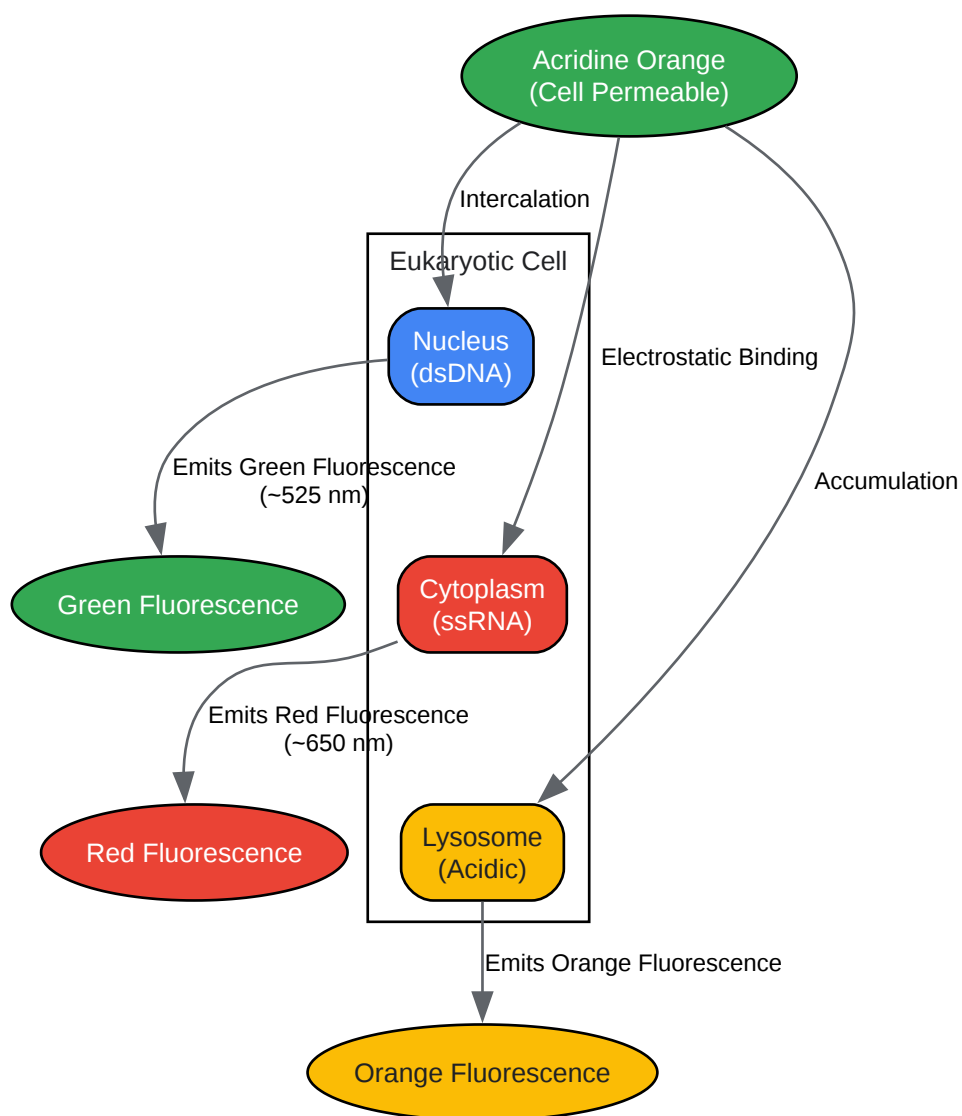 Acridine Orange
(Cell Permeable)
Intercalation
Eukaryotic Cell
Nucleus
(dsDNA)
Electrostatic Binding
Emits Green Fluorescence
(~525 nm)
Accumulation
Green Fluorescence
Cytoplasm
(ssRNA)
Emits Red Fluorescence
(~650 nm)
Red Fluorescence
Lysosome
(Acidic)
Emits Orange Fluorescence
Orange Fluorescence